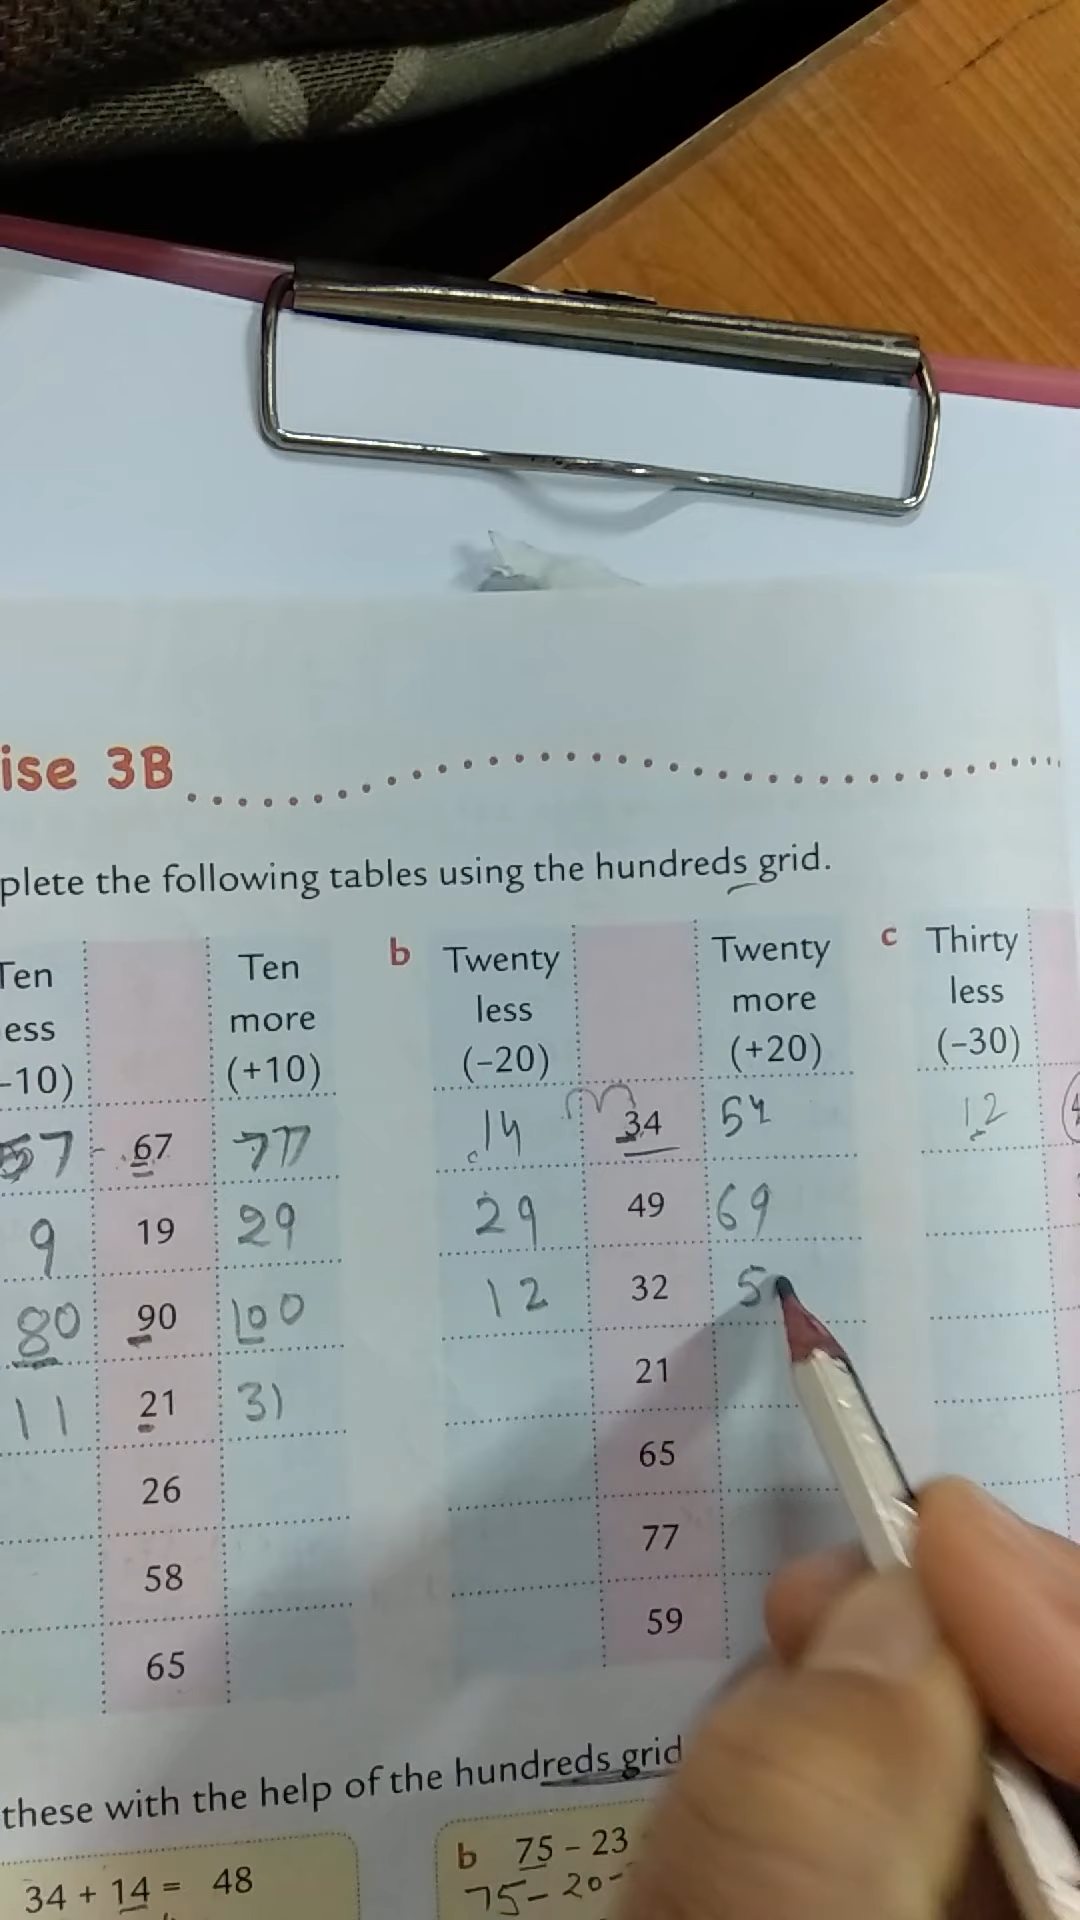 ise 3B
plete the following tables using the hundreds grid.
Ten
ess
-10)
Ten
more
(+10)
57 67 77
9 19 29
80 90 100
11 21 31
26
58
65
b
Twenty
less
(-20)
Twenty
more
(+20)
14 34 54
29 49 69
12 32 5
21
65
77
59
c
Thirty
less
(-30)
12
these with the help of the hundreds grid
34 + 14 = 48
b 75 - 23
75 - 20 -